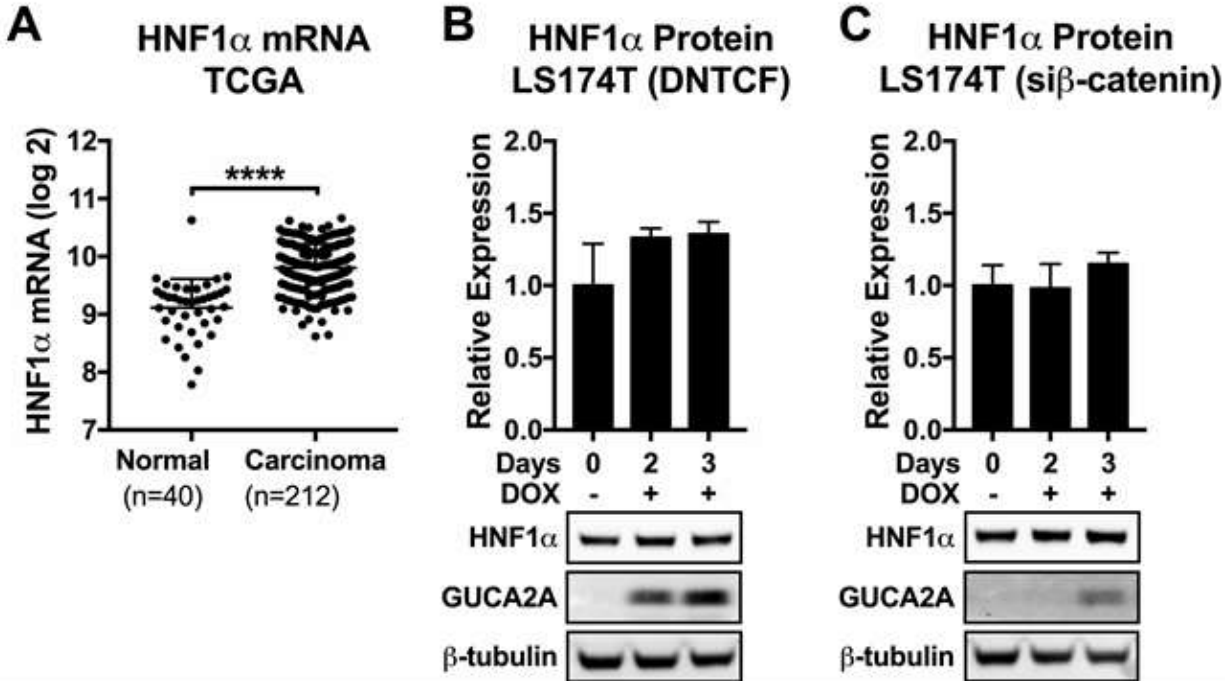 A
HNF1α mRNA
TCGA
HNF1α mRNA (log 2)
12
11
10
9
8
7
****
Normal
(n=40)
Carcinoma
(n=212)
B
HNF1α Protein
LS174T (DNTCF)
Relative Expression
2.0
1.5
1.0
0.5
0.0
Days 0 2 3
DOX - + +
HNF1α
GUCA2A
β-tubulin
C
HNF1α Protein
LS174T (siβ-catenin)
Relative Expression
2.0
1.5
1.0
0.5
0.0
Days 0 2 3
DOX - + +
HNF1α
GUCA2A
β-tubulin